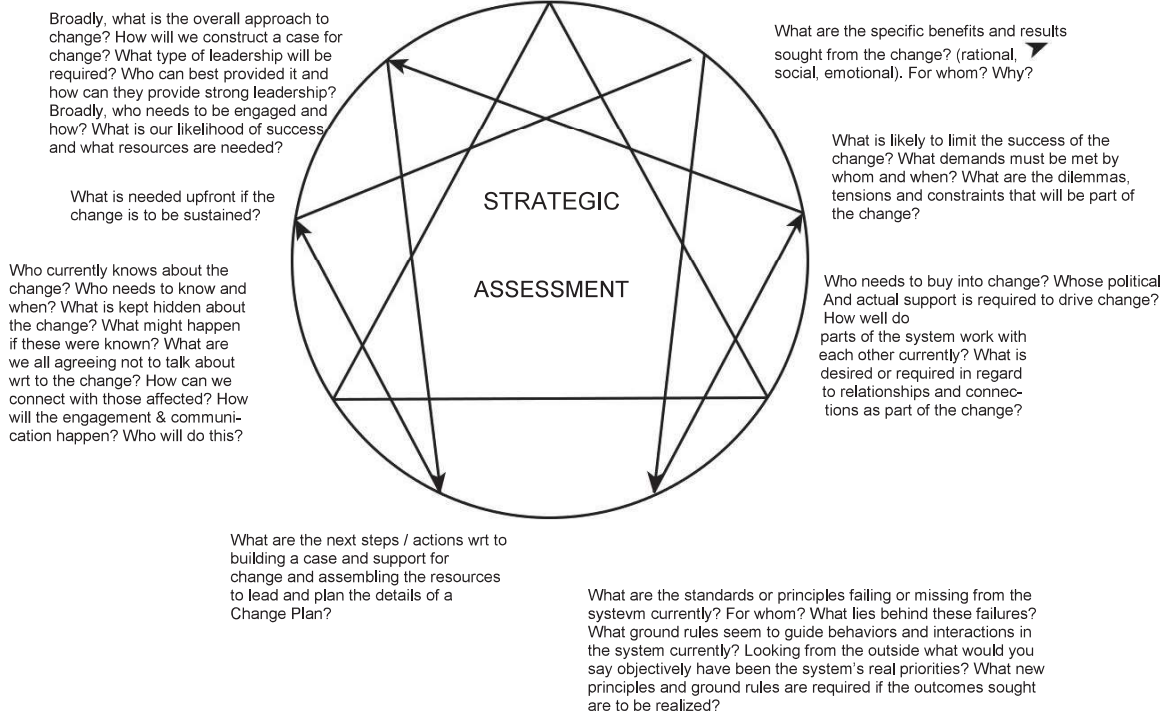 Broadly, what is the overall approach to
change? How will we construct a case for
change? What type of leadership will be
required? Who can best provided it and
how can they provide strong leadership?
Broadly, who needs to be engaged and
how? What is our likelihood of success
and what resources are needed?
What are the specific benefits and results
sought from the change? (rational,
social, emotional). For whom? Why?
What is likely to limit the success of the
change? What demands must be met by
whom and when? What are the dilemmas,
tensions and constraints that will be part of
the change?
What is needed upfront if the
change is to be sustained?
STRATEGIC
ASSESSMENT
Who currently knows about the
change? Who needs to know and
when? What is kept hidden about
the change? What might happen
if these were known? What are
we all agreeing not to talk about
wrt to the change? How can we
connect with those affected? How
will the engagement & communi-
cation happen? Who will do this?
Who needs to buy into change? Whose political
And actual support is required to drive change?
How well do
parts of the system work with
each other currently? What is
desired or required in regard
to relationships and connec-
tions as part of the change?
What are the next steps / actions wrt to
building a case and support for
change and assembling the resources
to lead and plan the details of a
Change Plan?
What are the standards or principles failing or missing from the
systevm currently? For whom? What lies behind these failures?
What ground rules seem to guide behaviors and interactions in
the system currently? Looking from the outside what would you
say objectively have been the system's real priorities? What new
principles and ground rules are required if the outcomes sought
are to be realized?